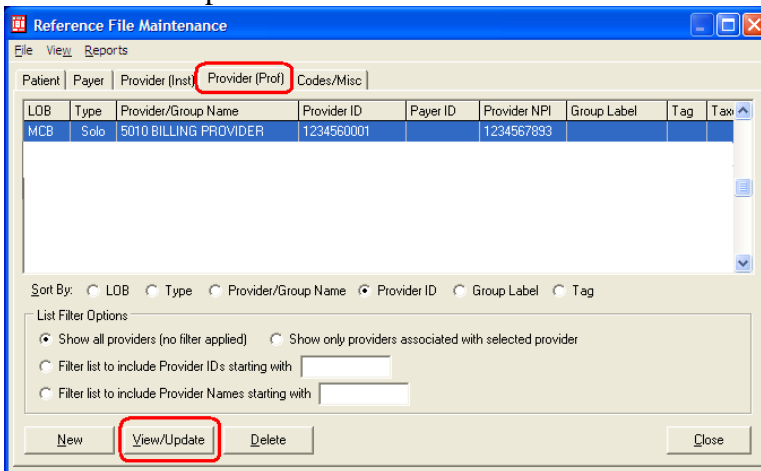 Reference File Maintenance
File View Reports
Patient Payer Provider (Inst) Provider (Prof) Codes/Misc
LOB Type Provider/Group Name Provider ID Payer ID Provider NPI Group Label Tag
MCB Solo 5010 BILLING PROVIDER 1234560001 1234567893
Sort By: LOB Type Provider/Group Name Provider ID Group Label Tag
List Filter Options
Show all providers (no filter applied) Show only providers associated with selected provider
Filter list to include Provider IDs starting with
Filter list to include Provider Names starting with
New View/Update Delete Close